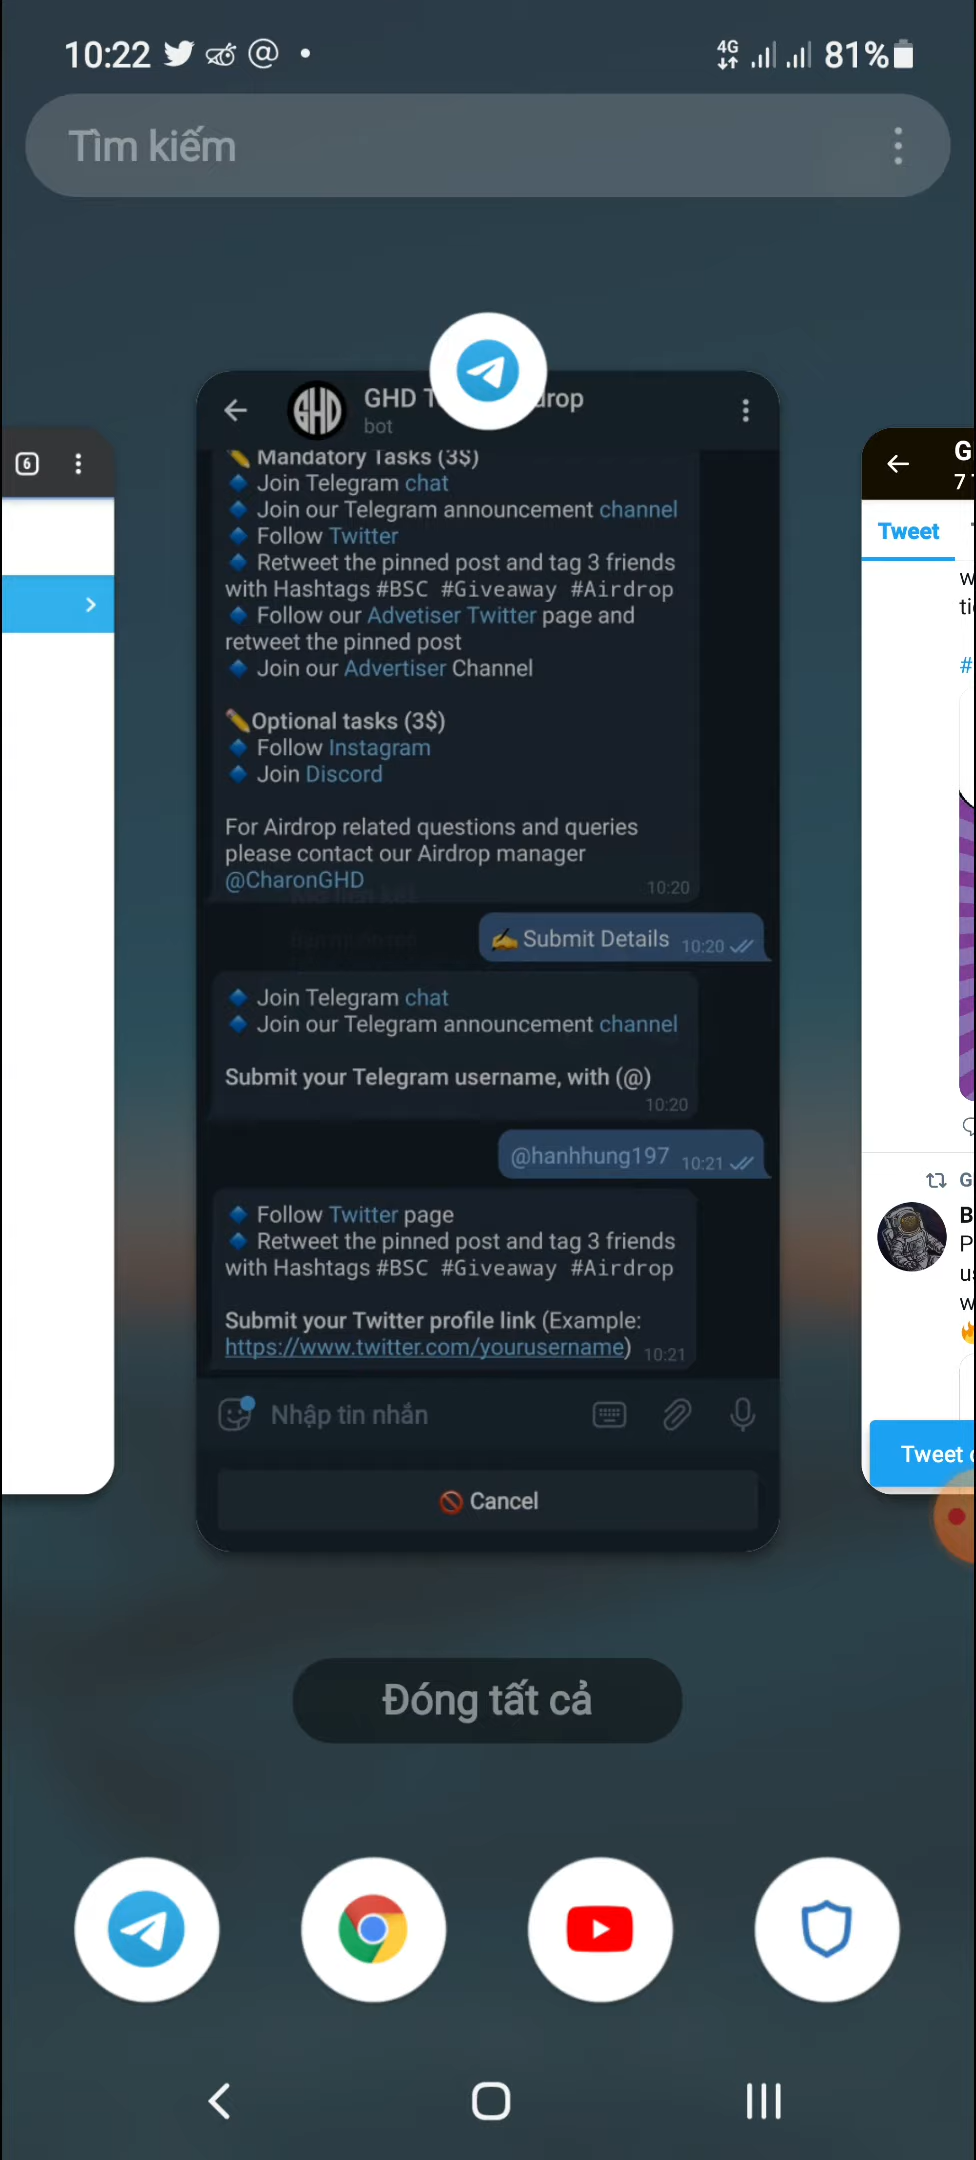 10:22
4G
81%
Tìm kiếm
GHD
bot
6
Mandatory Tasks (3$)
Join Telegram chat
Join our Telegram announcement channel
Follow Twitter
Retweet the pinned post and tag 3 friends
with Hashtags #BSC #Giveaway #Airdrop
Follow our Advetiser Twitter page and
retweet the pinned post
Join our Advertiser Channel
Optional tasks (3$)
Follow Instagram
Join Discord
For Airdrop related questions and queries
please contact our Airdrop manager
@CharonGHD
10:20
Submit Details 10:20
Join Telegram chat
Join our Telegram announcement channel
Submit your Telegram username, with (@)
10:20
@hanhhung197 10:21
Follow Twitter page
Retweet the pinned post and tag 3 friends
with Hashtags #BSC #Giveaway #Airdrop
Submit your Twitter profile link (Example:
https://www.twitter.com/yourusername) 10:21
Nhập tin nhắn
Cancel
Tweet
#
Tweet
Đóng tất cả